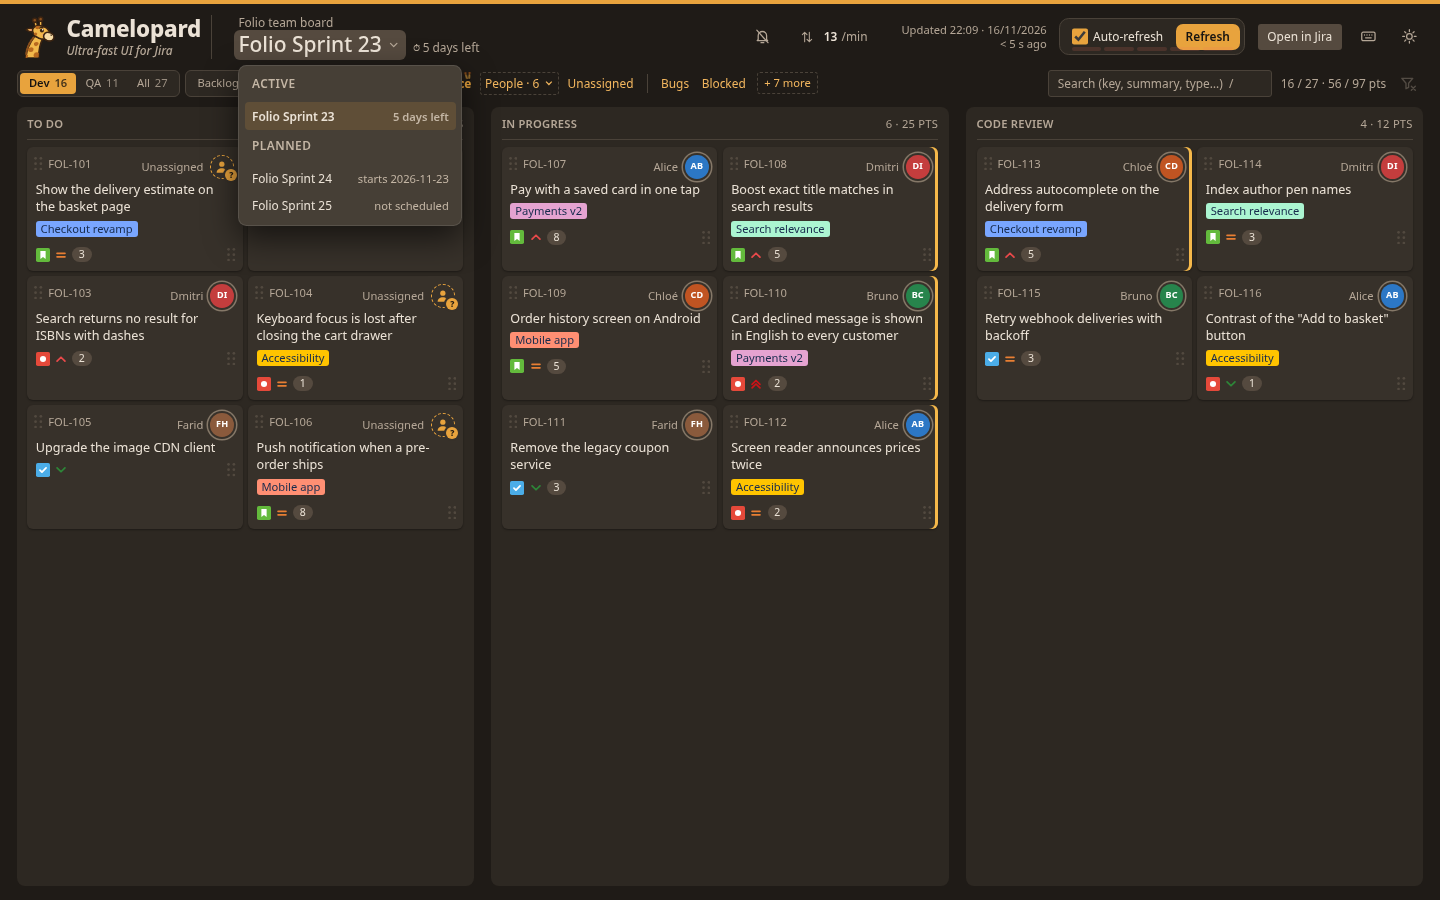 Camelopard
Ultra-fast UI for Jira
Folio team board
Folio Sprint 23
5 days left
13 /min
Updated 22:09 · 16/11/2026
< 5 s ago
Auto-refresh
Refresh
Open in Jira
Dev 16
QA 11
All 27
Backlog
People · 6
Unassigned
Bugs
Blocked
+ 7 more
Search (key, summary, type...) /
16 / 27 · 56 / 97 pts
ACTIVE
Folio Sprint 23
5 days left
PLANNED
Folio Sprint 24
starts 2026-11-23
Folio Sprint 25
not scheduled
TO DO
FOL-101
Unassigned
?
Show the delivery estimate on
the basket page
Checkout revamp
3
FOL-103
Dmitri
DI
Search returns no result for
ISBNs with dashes
2
FOL-104
Unassigned
?
Keyboard focus is lost after
closing the cart drawer
Accessibility
1
FOL-105
Farid
FH
Upgrade the image CDN client
FOL-106
Unassigned
?
Push notification when a pre-
order ships
Mobile app
8
IN PROGRESS
6 · 25 PTS
FOL-107
Alice
AB
Pay with a saved card in one tap
Payments v2
8
FOL-108
Dmitri
DI
Boost exact title matches in
search results
Search relevance
5
FOL-109
Chloé
CD
Order history screen on Android
Mobile app
5
FOL-110
Bruno
BC
Card declined message is shown
in English to every customer
Payments v2
2
FOL-111
Farid
FH
Remove the legacy coupon
service
3
FOL-112
Alice
AB
Screen reader announces prices
twice
Accessibility
2
CODE REVIEW
4 · 12 PTS
FOL-113
Chloé
CD
Address autocomplete on the
delivery form
Checkout revamp
5
FOL-114
Dmitri
DI
Index author pen names
Search relevance
3
FOL-115
Bruno
BC
Retry webhook deliveries with
backoff
3
FOL-116
Alice
AB
Contrast of the "Add to basket"
button
Accessibility
1